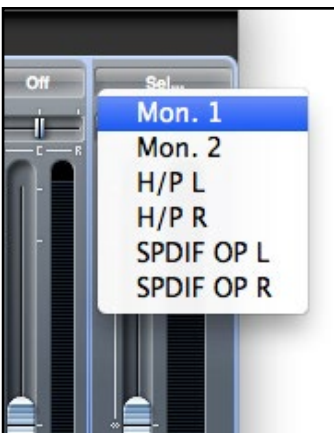 Off
Sel...
C
R
Mon. 1
Mon. 2
H/P L
H/P R
SPDIF OP L
SPDIF OP R
∞